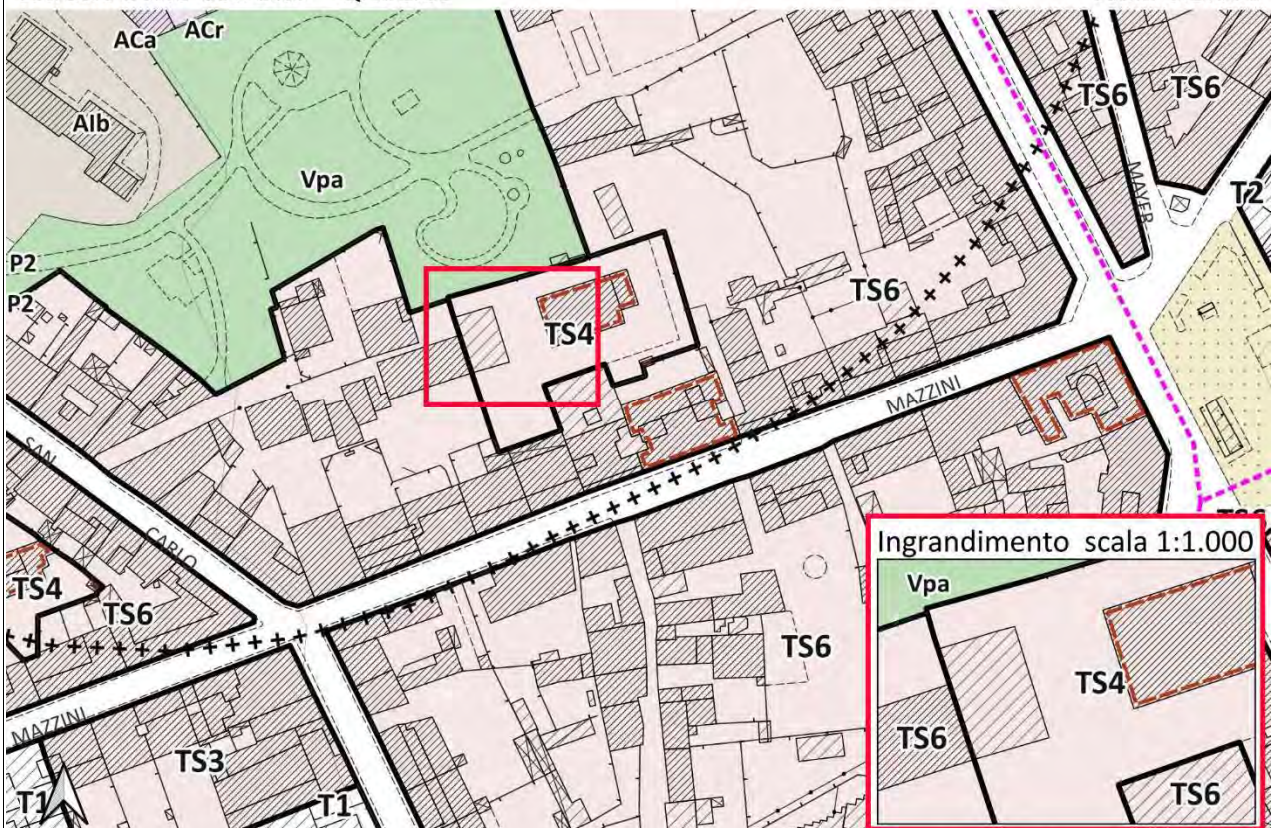 ACa
ACr
AIb
Vpa
P2
P2
TS6
TS6
T2
MAYER
TS6
TS4
MAZZINI
SAN
CARLO
TS4
TS6
TS6
MAZZINI
TS3
T1
T1
Ingrandimento scala 1:1.000
Vpa
TS4
TS6
TS6